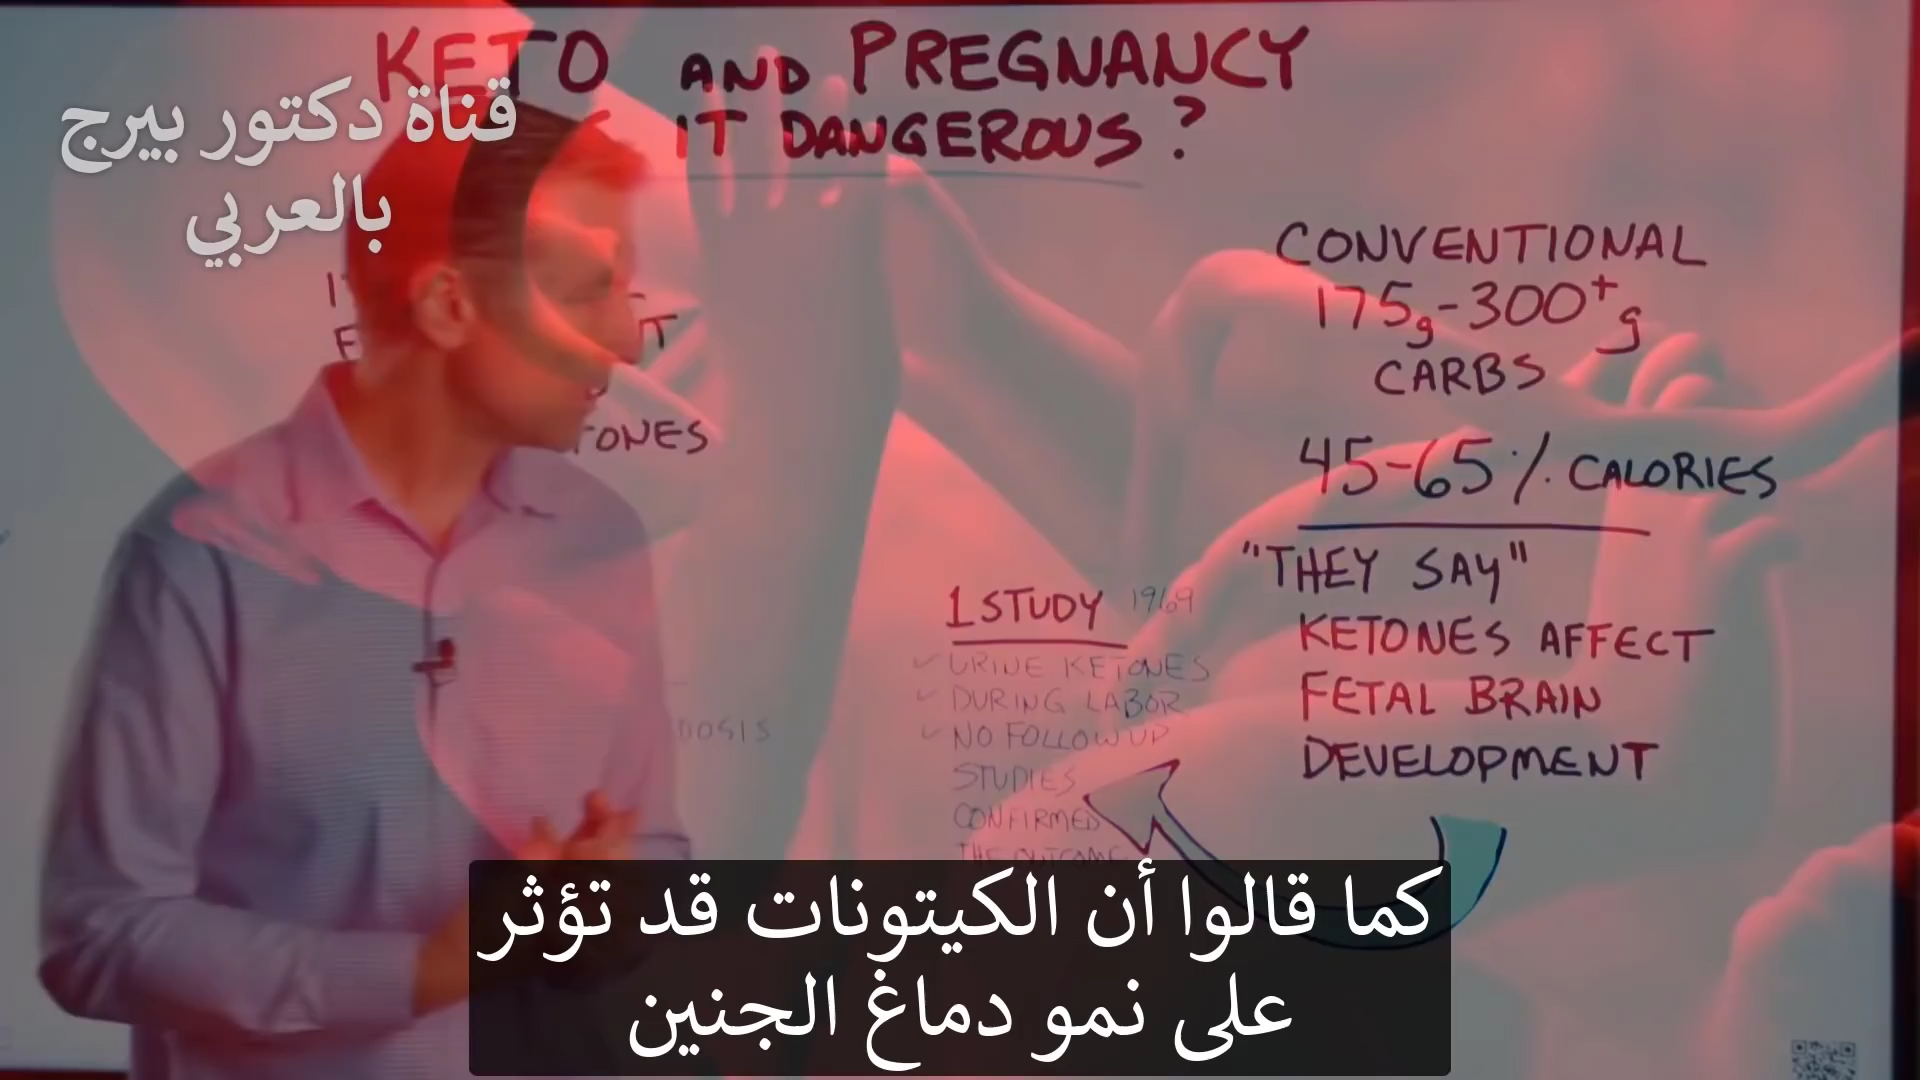 KETO AND PREGNANCY
IT DANGEROUS?
قناة دكتور بيرج
بالعربي
CONVENTIONAL
175g-300+g
CARBS
45-65% CALORIES
"THEY SAY"
KETONES AFFECT
FETAL BRAIN
DEVELOPMENT
1 STUDY 1969
✓ URINE KETONES
✓ DURING LABOR
✓ NO FOLLOW UP
STUDIES
CONFIRMED
THE OUTCOME
كما قالوا أن الكيتونات قد تؤثر
على نمو دماغ الجنين